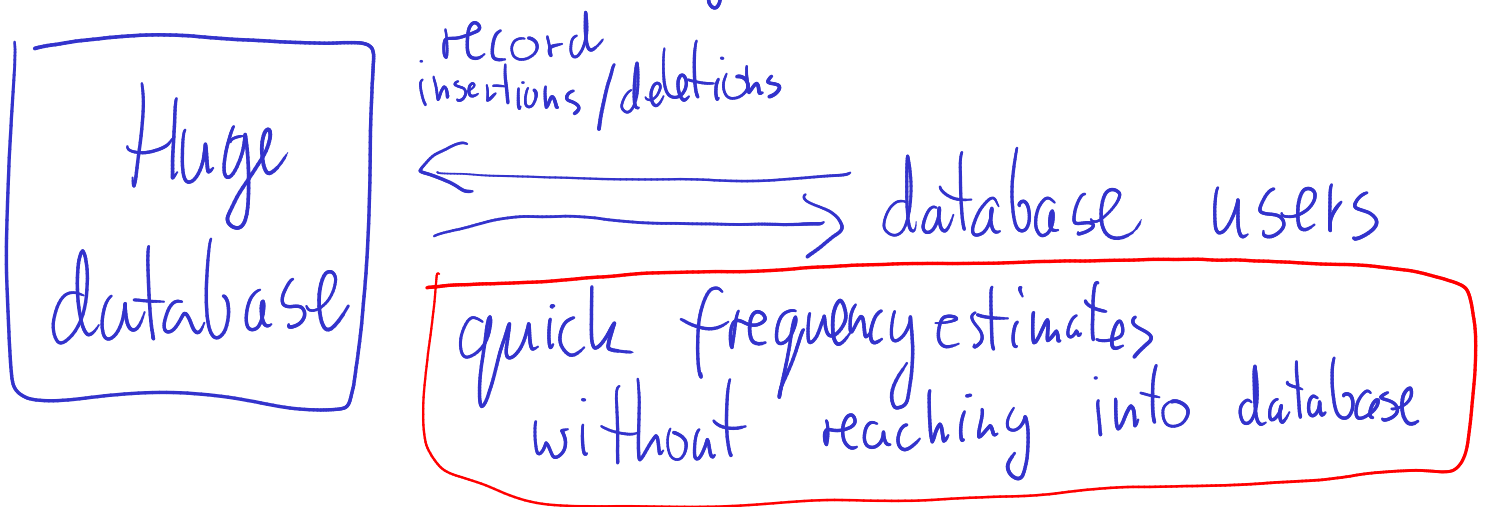 record
insertions/deletions
Huge
database
database users
quick frequency estimates
without reaching into database